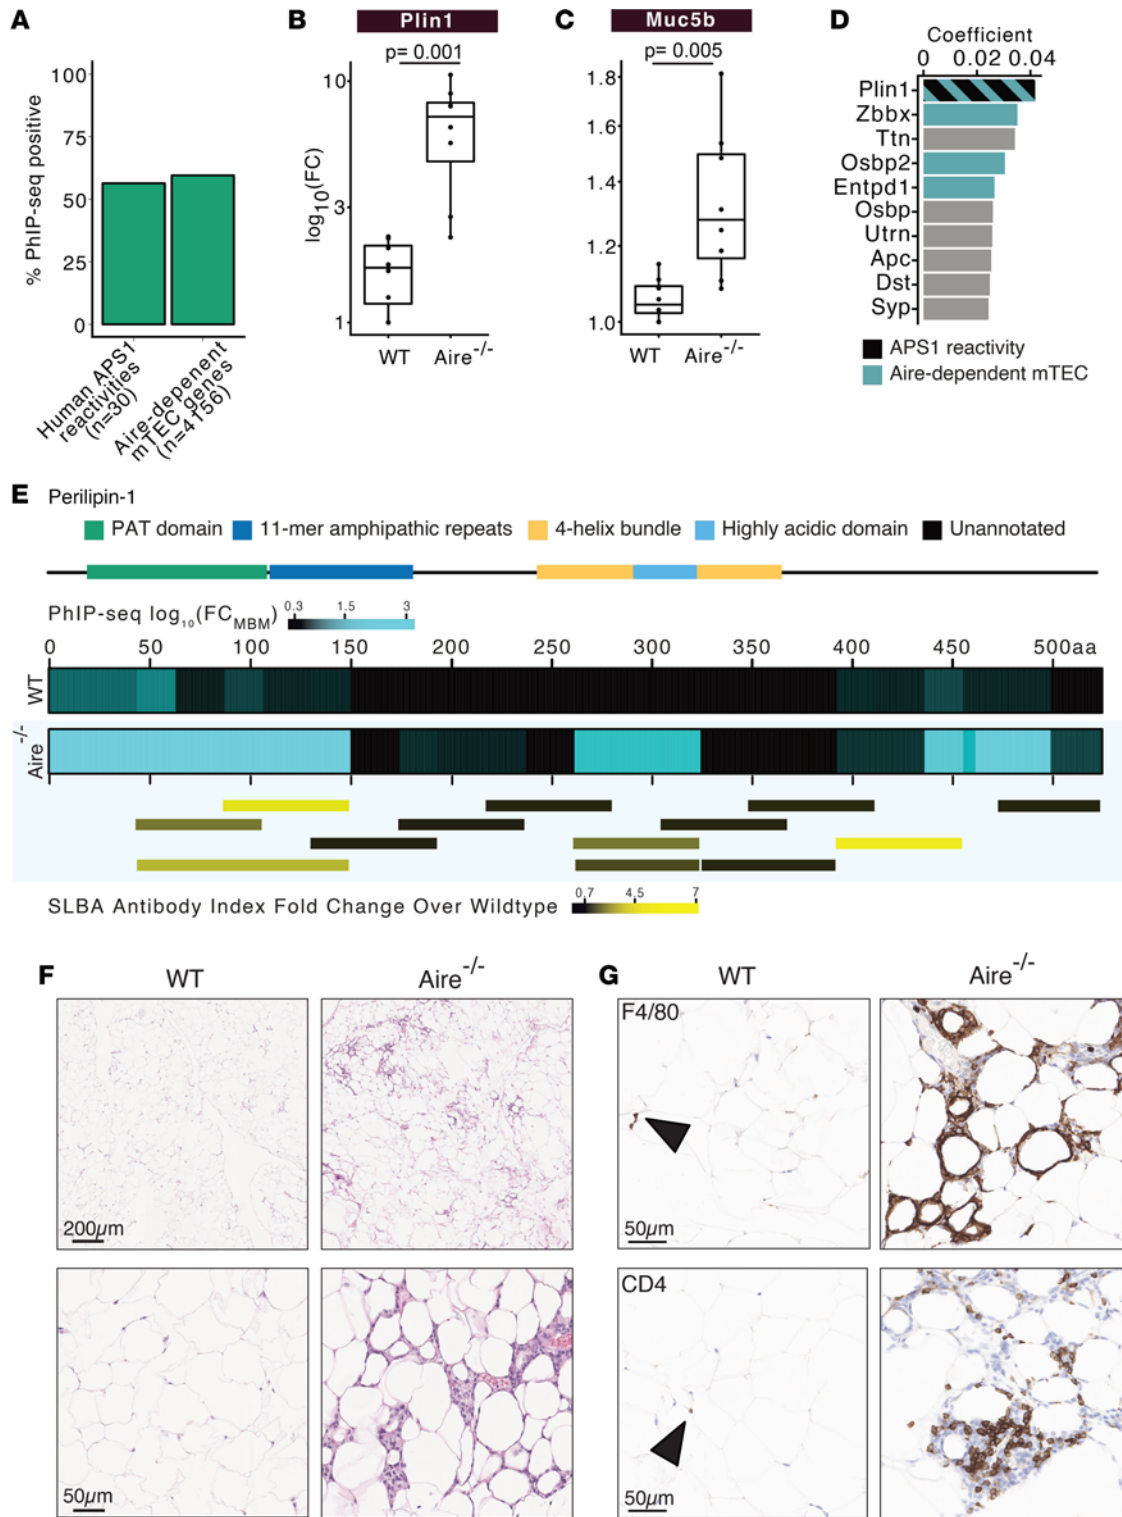 A
% PhIP-seq positive
100
75
50
25
0
Human APS1
reactivities
(n=30)
Aire-depenent
mTEC genes
(n=4156)
B
Plin1
p= 0.001
log10(FC)
10
3
1
WT
Aire-/-
C
Muc5b
p= 0.005
1.8
1.6
1.4
1.2
1.0
WT
Aire-/-
D
Coefficient
0 0.02 0.04
Plin1
Zbbx
Ttn
Osbp2
Entpd1
Osbp
Utrn
Apc
Dst
Syp
APS1 reactivity
Aire-dependent mTEC
E Perilipin-1
PAT domain 11-mer amphipathic repeats 4-helix bundle Highly acidic domain Unannotated
PhIP-seq log10(FCMBM) 0.3 1.5 3
0 50 100 150 200 250 300 350 400 450 500aa
WT
Aire-/-
SLBA Antibody Index Fold Change Over Wildtype 0.7 4.5 7
F
WT
Aire-/-
200µm
50µm
G
WT
Aire-/-
F4/80
50µm
CD4
50µm